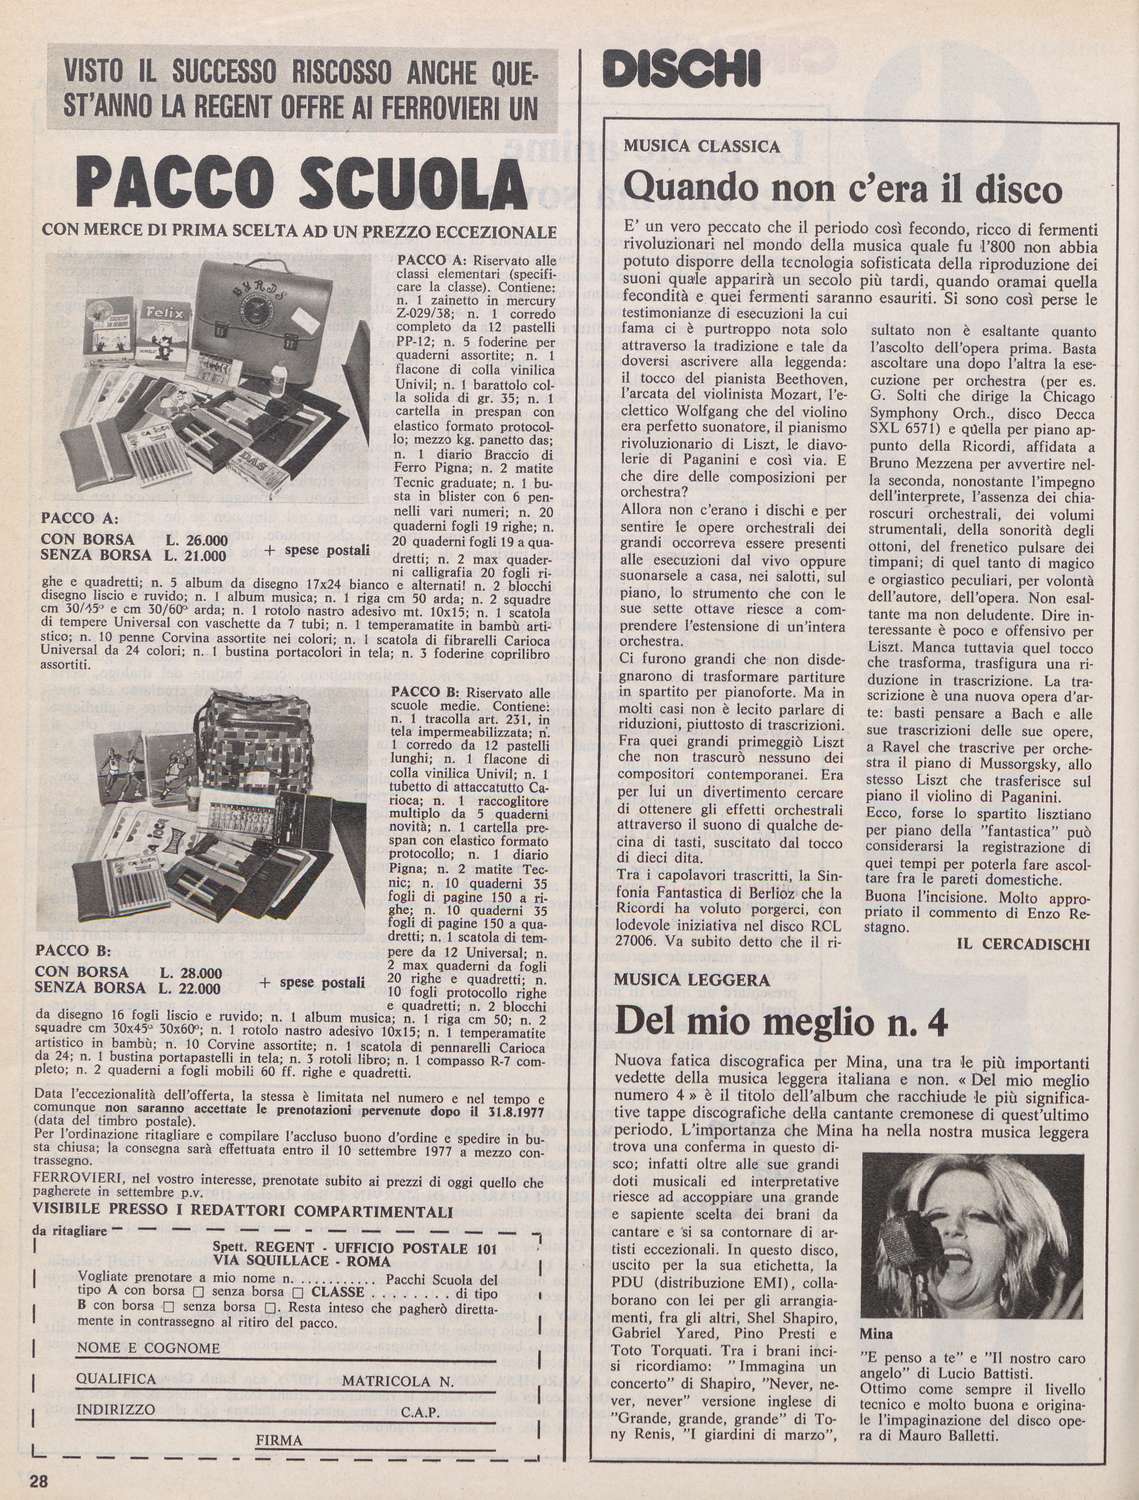 VISTO IL SUCCESSO RISCOSSO ANCHE QUE-
ST'ANNO LA REGENT OFFRE AI FERROVIERI UN
PACCO SCUOLA
CON MERCE DI PRIMA SCELTA AD UN PREZZO ECCEZIONALE
PACCO A: Riservato alle
classi elementari (specifi-
care la classe). Contiene:
n. 1 zainetto in mercury
Z-029/38; n. 1 corredo
completo da 12 pastelli
PP-12; n. 5 foderine per
quaderni assortite; n. 1
flacone di colla vinilica
Univil; n. 1 barattolo col-
la solida di gr. 35; n. 1
cartella in prespan con
elastico formato protocol-
lo; mezzo kg. panetto das;
n. 1 diario Braccio di
Ferro Pigna; n. 2 matite
Tecnic graduate; n. 1 bu-
sta in blister con 6 pen-
nelli vari numeri; n. 20
quaderni fogli 19 righe; n.
20 quaderni fogli 19 a qua-
dretti; n. 2 max quader-
ni calligrafia 20 fogli ri-
PACCO A:
CON BORSA L. 26.000
SENZA BORSA L. 21.000
+ spese postali
ghe e quadretti; n. 5 album da disegno 17x24 bianco e alternati! n. 2 blocchi
disegno liscio e ruvido; n. 1 album musica; n. 1 riga cm 50 arda; n. 2 squadre
cm 30/45° e cm 30/60° arda; n. 1 rotolo nastro adesivo mt. 10x15; n. 1 scatola
di tempere Universal con vaschette da 7 tubi; n. 1 temperamatite in bambù arti-
stico; n. 10 penne Corvina assortite nei colori; n. 1 scatola di fibrarelli Carioca
Universal da 24 colori; n. 1 bustina portacolori in tela; n. 3 foderine coprilibro
assortiti.
PACCO B: Riservato alle
scuole medie. Contiene:
n. 1 tracolla art. 231, in
tela impermeabilizzata; n.
1 corredo da 12 pastelli
lunghi; n. 1 flacone di
colla vinilica Univil; n. 1
tubetto di attaccatutto Ca-
rioca; n. 1 raccoglitore
multiplo da 5 quaderni
novità; n. 1 cartella pre-
span con elastico formato
protocollo; n. 1 diario
Pigna; n. 2 matite Tec-
nic; n. 10 quaderni 35
fogli di pagine 150 a ri-
ghe; n. 10 quaderni 35
fogli di pagine 150 a qua-
dretti; n. 1 scatola di tem-
pere da 12 Universal; n.
2 max quaderni da fogli
20 righe e quadretti; n.
10 fogli protocollo righe
e quadretti; n. 2 blocchi
PACCO B:
CON BORSA L. 28.000
SENZA BORSA L. 22.000
+ spese postali
da disegno 16 fogli liscio e ruvido; n. 1 album musica; n. 1 riga cm 50; n. 2
squadre cm 30x45° 30x60°; n. 1 rotolo nastro adesivo 10x15; n. 1 temperamatite
artistico in bambù; n. 10 Corvine assortite; n. 1 scatola di pennarelli Carioca
da 24; n. 1 bustina portapastelli in tela; n. 3 rotoli libro; n. 1 compasso R-7 com-
pleto; n. 2 quaderni a fogli mobili 60 ff. righe e quadretti.
Data l'eccezionalità dell'offerta, la stessa è limitata nel numero e nel tempo e
comunque non saranno accettate le prenotazioni pervenute dopo il 31.8.1977
(data del timbro postale).
Per l'ordinazione ritagliare e compilare l'accluso buono d'ordine e spedire in bu-
sta chiusa; la consegna sarà effettuata entro il 10 settembre 1977 a mezzo con-
trassegno.
FERROVIERI, nel vostro interesse, prenotate subito ai prezzi di oggi quello che
pagherete in settembre p.v.
VISIBILE PRESSO I REDATTORI COMPARTIMENTALI
da ritagliare
Spett. REGENT - UFFICIO POSTALE 101
VIA SQUILLACE - ROMA
Vogliate prenotare a mio nome n. ........... Pacchi Scuola del
tipo A con borsa □ senza borsa □ CLASSE ........ di tipo
B con borsa □ senza borsa □. Resta inteso che pagherò diretta-
mente in contrassegno al ritiro del pacco.
NOME E COGNOME
QUALIFICA MATRICOLA N.
INDIRIZZO C.A.P.
FIRMA
28
DISCHI
MUSICA CLASSICA
Quando non c'era il disco
E' un vero peccato che il periodo così fecondo, ricco di fermenti
rivoluzionari nel mondo della musica quale fu l'800 non abbia
potuto disporre della tecnologia sofisticata della riproduzione dei
suoni quale apparirà un secolo più tardi, quando oramai quella
fecondità e quei fermenti saranno esauriti. Si sono così perse le
testimonianze di esecuzioni la cui
fama ci è purtroppo nota solo
attraverso la tradizione e tale da
doversi ascrivere alla leggenda:
il tocco del pianista Beethoven,
l'arcata del violinista Mozart, l'e-
clettico Wolfgang che del violino
era perfetto suonatore, il pianismo
rivoluzionario di Liszt, le diavo-
lerie di Paganini e così via. E
che dire delle composizioni per
orchestra?
Allora non c'erano i dischi e per
sentire le opere orchestrali dei
grandi occorreva essere presenti
alle esecuzioni dal vivo oppure
suonarsele a casa, nei salotti, sul
piano, lo strumento che con le
sue sette ottave riesce a com-
prendere l'estensione di un'intera
orchestra.
Ci furono grandi che non disde-
gnarono di trasformare partiture
in spartito per pianoforte. Ma in
molti casi non è lecito parlare di
riduzioni, piuttosto di trascrizioni.
Fra quei grandi primeggiò Liszt
che non trascurò nessuno dei
compositori contemporanei. Era
per lui un divertimento cercare
di ottenere gli effetti orchestrali
attraverso il suono di qualche de-
cina di tasti, suscitato dal tocco
di dieci dita.
Tra i capolavori trascritti, la Sin-
fonia Fantastica di Berlioz che la
Ricordi ha voluto porgerci, con
lodevole iniziativa nel disco RCL
27006. Va subito detto che il ri-
sultato non è esaltante quanto
l'ascolto dell'opera prima. Basta
ascoltare una dopo l'altra la ese-
cuzione per orchestra (per es.
G. Solti che dirige la Chicago
Symphony Orch., disco Decca
SXL 6571) e quella per piano ap-
punto della Ricordi, affidata a
Bruno Mezzena per avvertire nel-
la seconda, nonostante l'impegno
dell'interprete, l'assenza dei chia-
roscuri orchestrali, dei volumi
strumentali, della sonorità degli
ottoni, del frenetico pulsare dei
timpani; di quel tanto di magico
e orgiastico peculiari, per volontà
dell'autore, dell'opera. Non esal-
tante ma non deludente. Dire in-
teressante è poco e offensivo per
Liszt. Manca tuttavia quel tocco
che trasforma, trasfigura una ri-
duzione in trascrizione. La tra-
scrizione è una nuova opera d'ar-
te: basti pensare a Bach e alle
sue trascrizioni delle sue opere,
a Ravel che trascrive per orche-
stra il piano di Mussorgsky, allo
stesso Liszt che trasferisce sul
piano il violino di Paganini.
Ecco, forse lo spartito lisztiano
per piano della "fantastica" può
considerarsi la registrazione di
quei tempi per poterla fare ascol-
tare fra le pareti domestiche.
Buona l'incisione. Molto appro-
priato il commento di Enzo Re-
stagno.
IL CERCADISCHI
MUSICA LEGGERA
Del mio meglio n. 4
Nuova fatica discografica per Mina, una tra le più importanti
vedette della musica leggera italiana e non. « Del mio meglio
numero 4 » è il titolo dell'album che racchiude le più significa-
tive tappe discografiche della cantante cremonese di quest'ultimo
periodo. L'importanza che Mina ha nella nostra musica leggera
trova una conferma in questo di-
sco; infatti oltre alle sue grandi
doti musicali ed interpretative
riesce ad accoppiare una grande
e sapiente scelta dei brani da
cantare e si sa contornare di ar-
tisti eccezionali. In questo disco,
uscito per la sua etichetta, la
PDU (distribuzione EMI), colla-
borano con lei per gli arrangia-
menti, fra gli altri, Shel Shapiro,
Gabriel Yared, Pino Presti e
Toto Torquati. Tra i brani inci-
si ricordiamo: "Immagina un
concerto" di Shapiro, "Never, ne-
ver, never" versione inglese di
"Grande, grande, grande" di To-
ny Renis, "I giardini di marzo",
Mina
"E penso a te" e "Il nostro caro
angelo" di Lucio Battisti.
Ottimo come sempre il livello
tecnico e molto buona e origina-
le l'impaginazione del disco ope-
ra di Mauro Balletti.